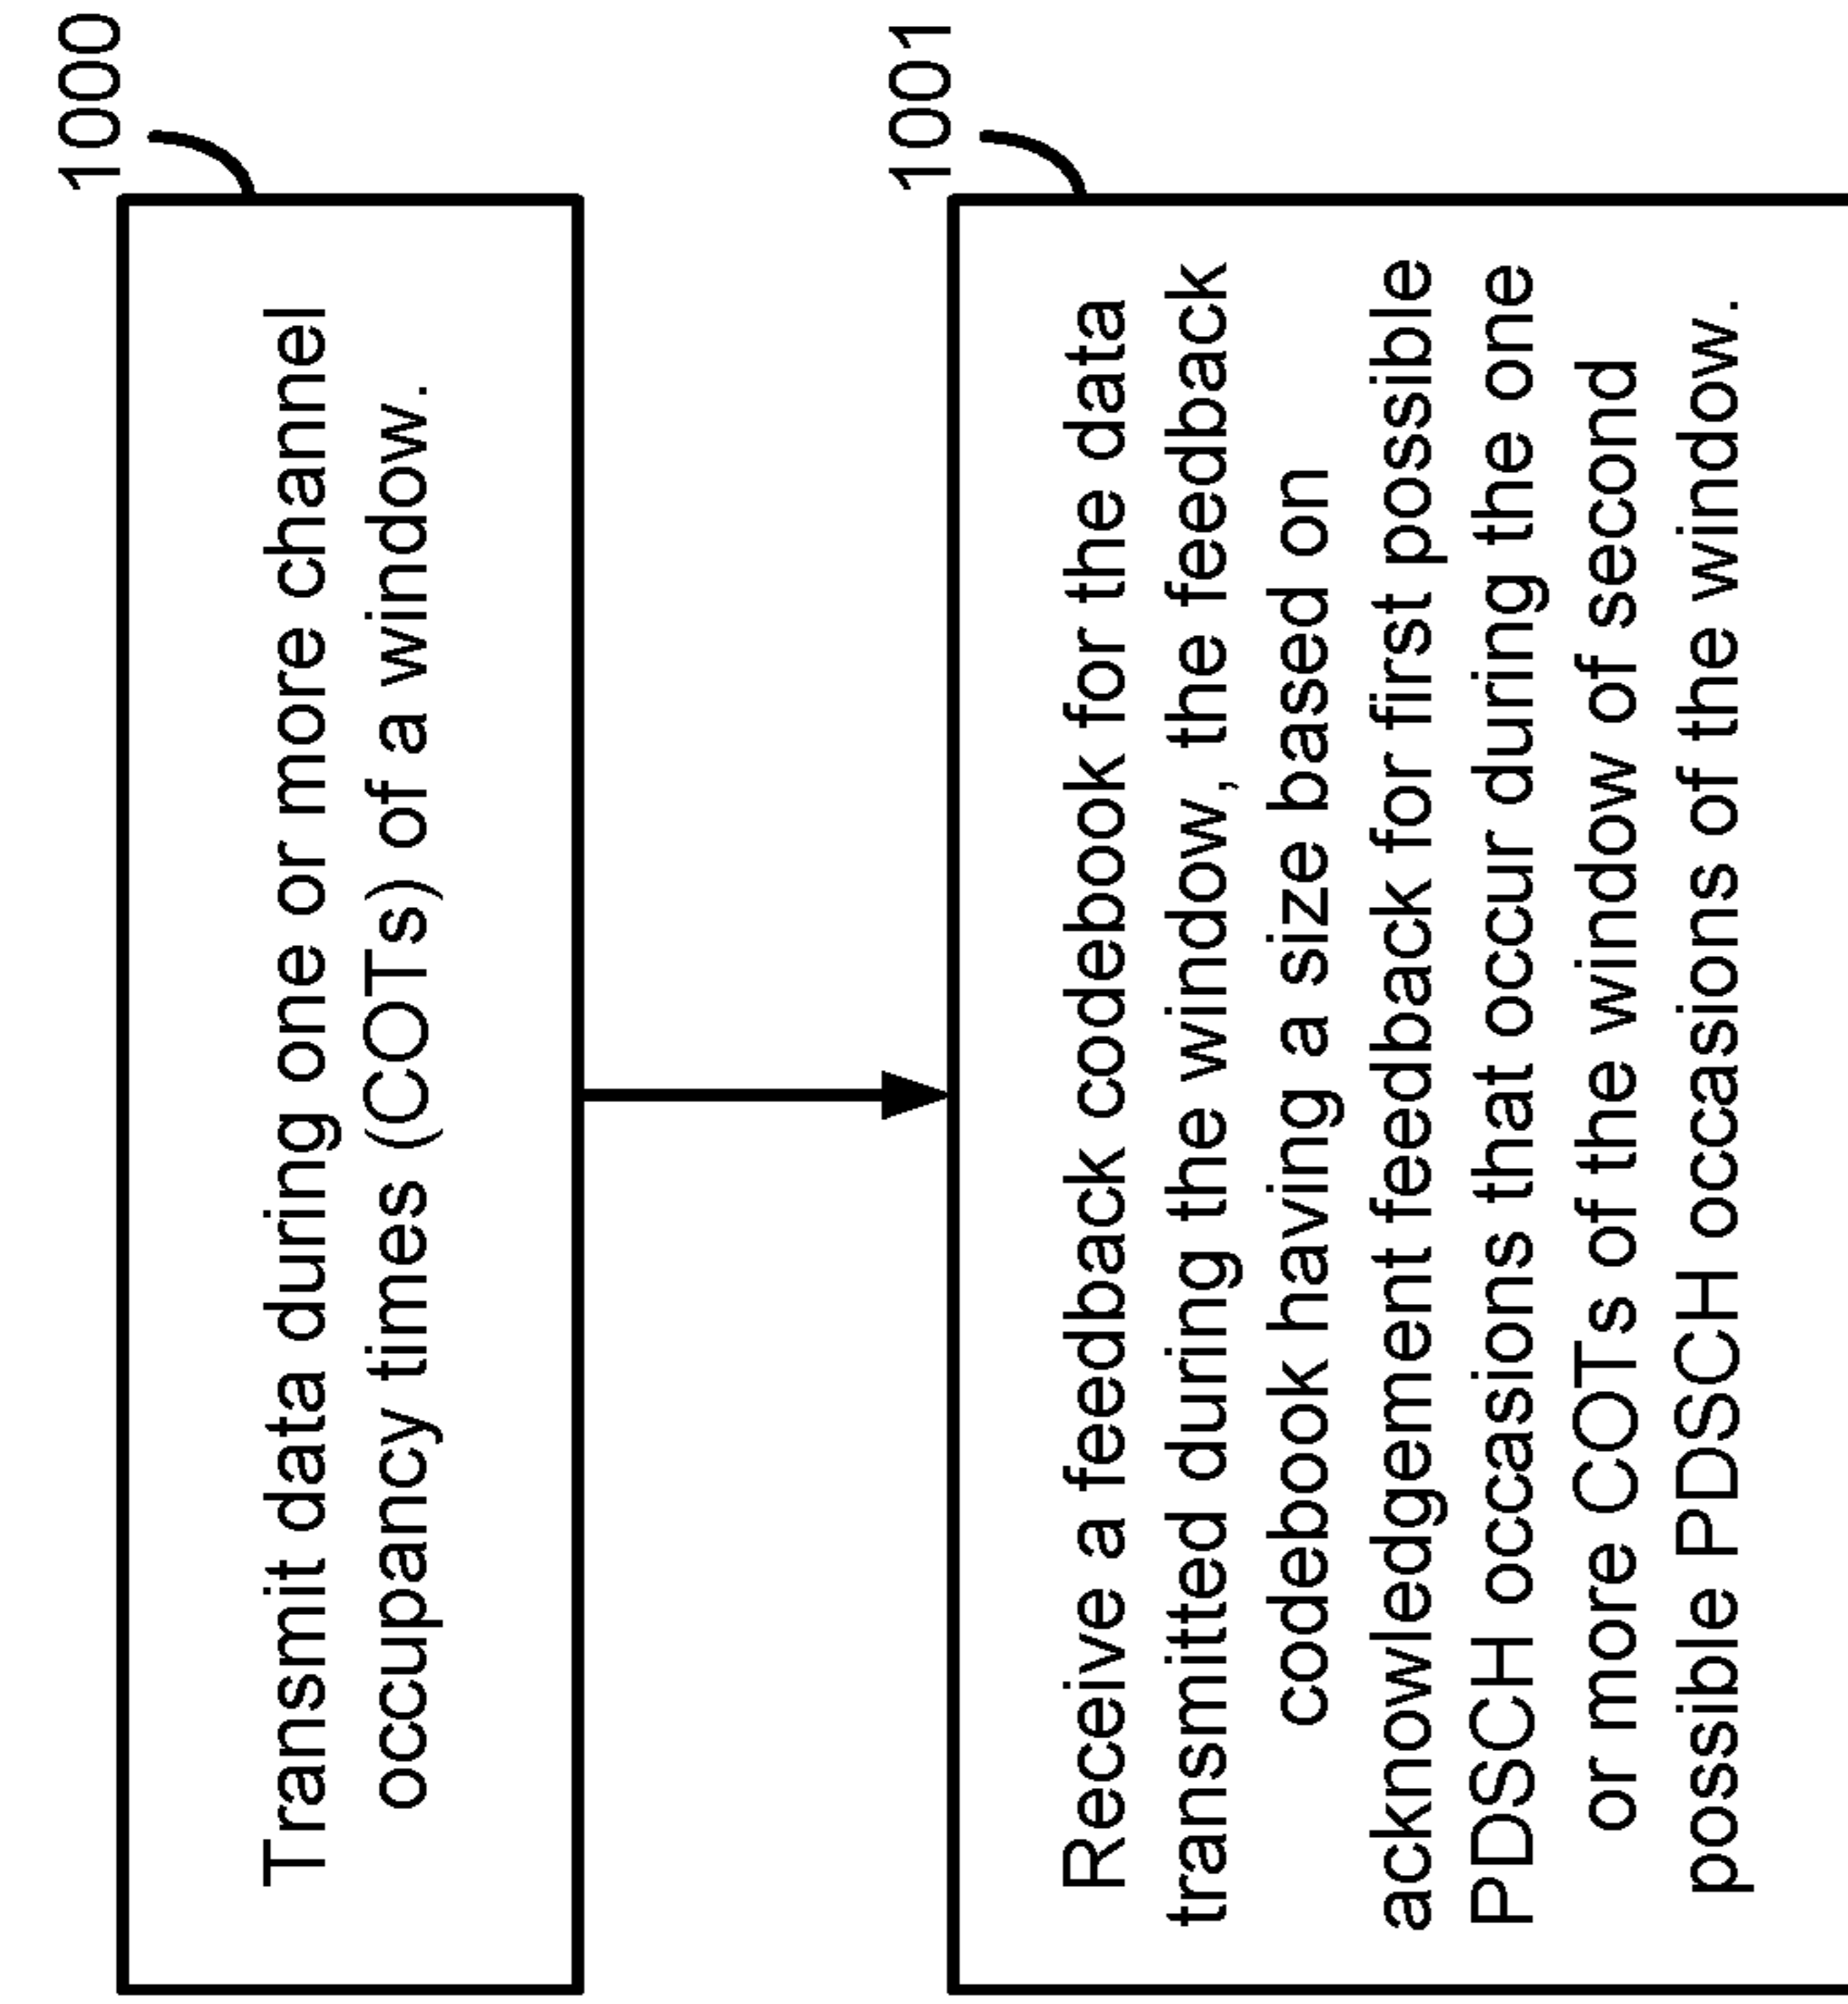 1000
Transmit data during one or more channel
occupancy times (COTs) of a window.
1001
Receive a feedback codebook for the data
transmitted during the window, the feedback
codebook having a size based on
acknowledgement feedback for first possible
PDSCH occasions that occur during the one
or more COTs of the window of second
possible PDSCH occasions of the window.